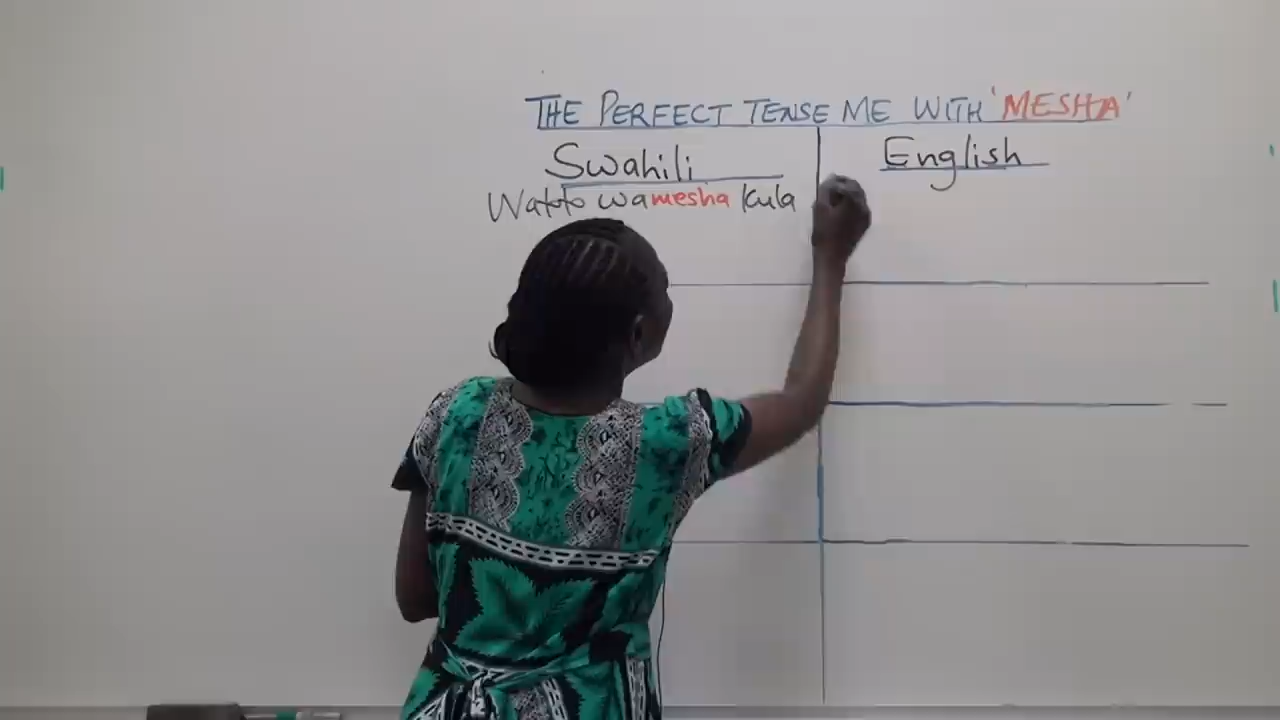 THE PERFECT TENSE ME WITH 'MESHA'
Swahili
English
Watoto wamesha kula